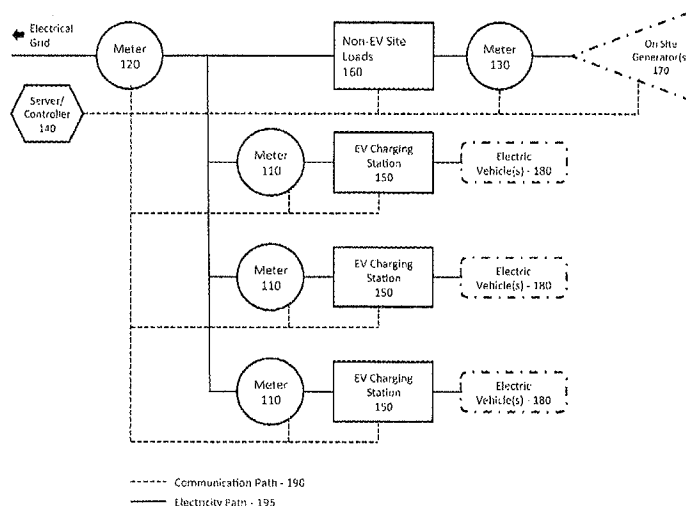 Electrical
Grid
Meter
120
Non-EV Site
Loads
160
Meter
130
On Site
Generator(s
170
Server/
Controller
140
Meter
110
EV Charging
Station
150
Electric
Vehicle(s) - 180
Meter
110
EV Charging
Station
150
Electric
Vehicle(s) - 180
Meter
110
EV Charging
Station
150
Electric
Vehicle(s) - 180
Communication Path - 190
Electricity Path - 195